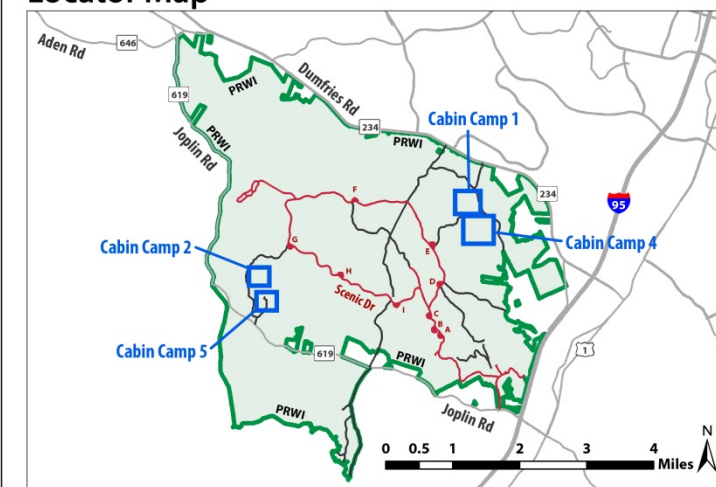 Locator Map
Aden Rd
646
Dumfries Rd
PRWI
619
PRWI
Joplin Rd
234
PRWI
Cabin Camp 1
234
95
F
Cabin Camp 4
E
G
Cabin Camp 2
H
D
Scenic Dr
I
C
B
A
Cabin Camp 5
619
PRWI
1
PRWI
Joplin Rd
N
0 0.5 1 2 3 4
Miles